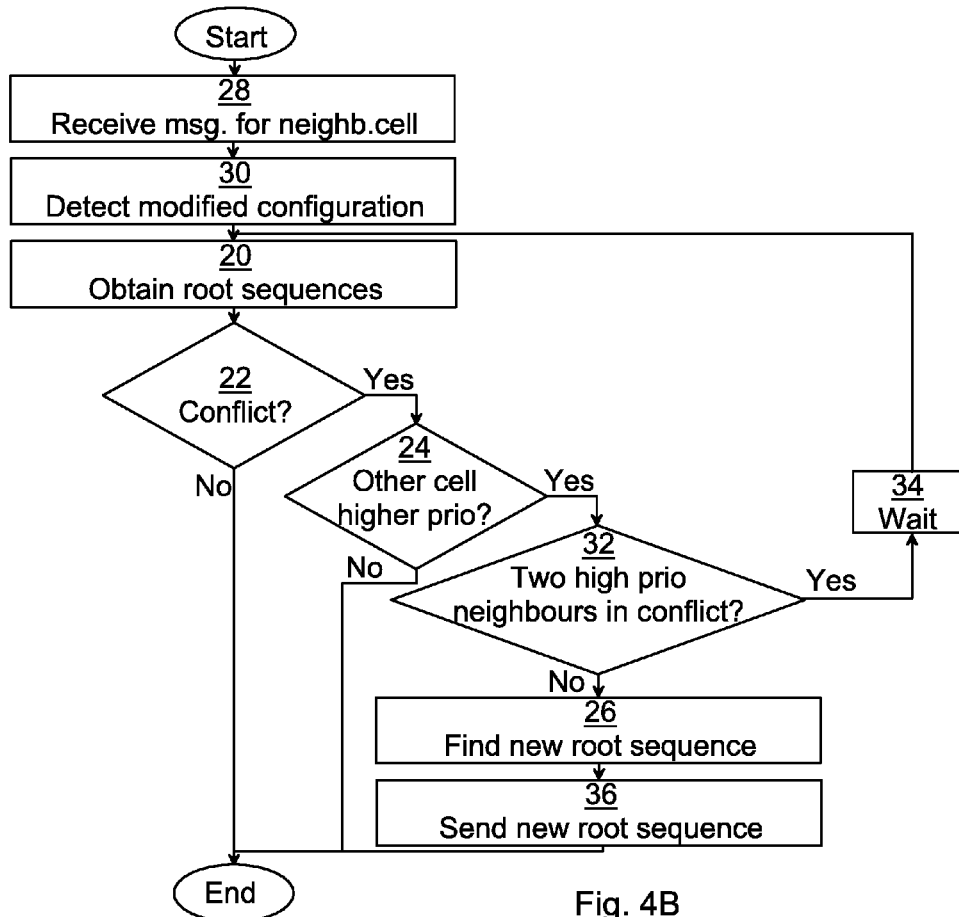 Start
28
Receive msg. for neighb.cell
30
Detect modified configuration
20
Obtain root sequences
22
Conflict?
Yes
No
24
Other cell
higher prio?
Yes
No
32
Two high prio
neighbours in conflict?
Yes
No
34
Wait
26
Find new root sequence
36
Send new root sequence
End
Fig. 4B